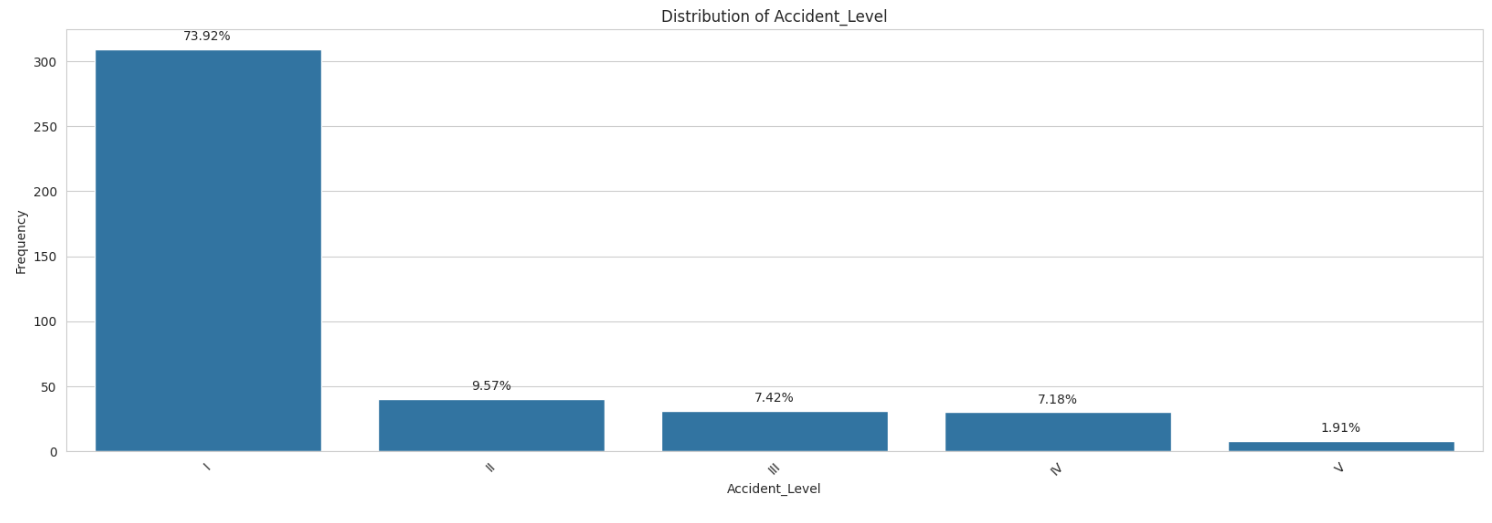 Distribution of Accident_Level
73.92%
300
250
200
150
100
50
0
Frequency
9.57%
7.42%
7.18%
1.91%
I
II
III
IV
V
Accident_Level